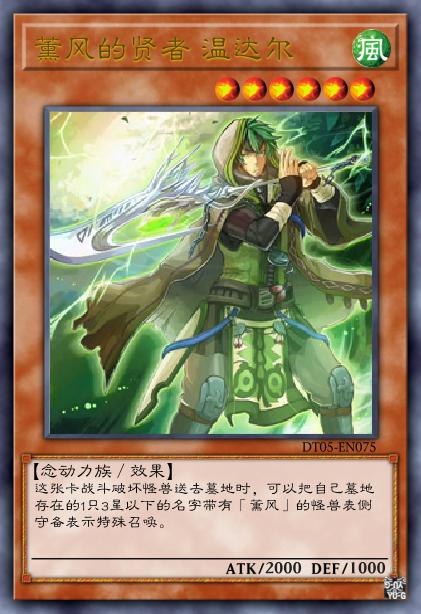 薰风的贤者 温达尔
風
DT05-EN075
【念动力族／效果】
这张卡战斗破坏怪兽送去墓地时，可以把自己墓地
存在的1只3星以下的名字带有「薰风」的怪兽表侧
守备表示特殊召唤。
ATK/2000 DEF/1000